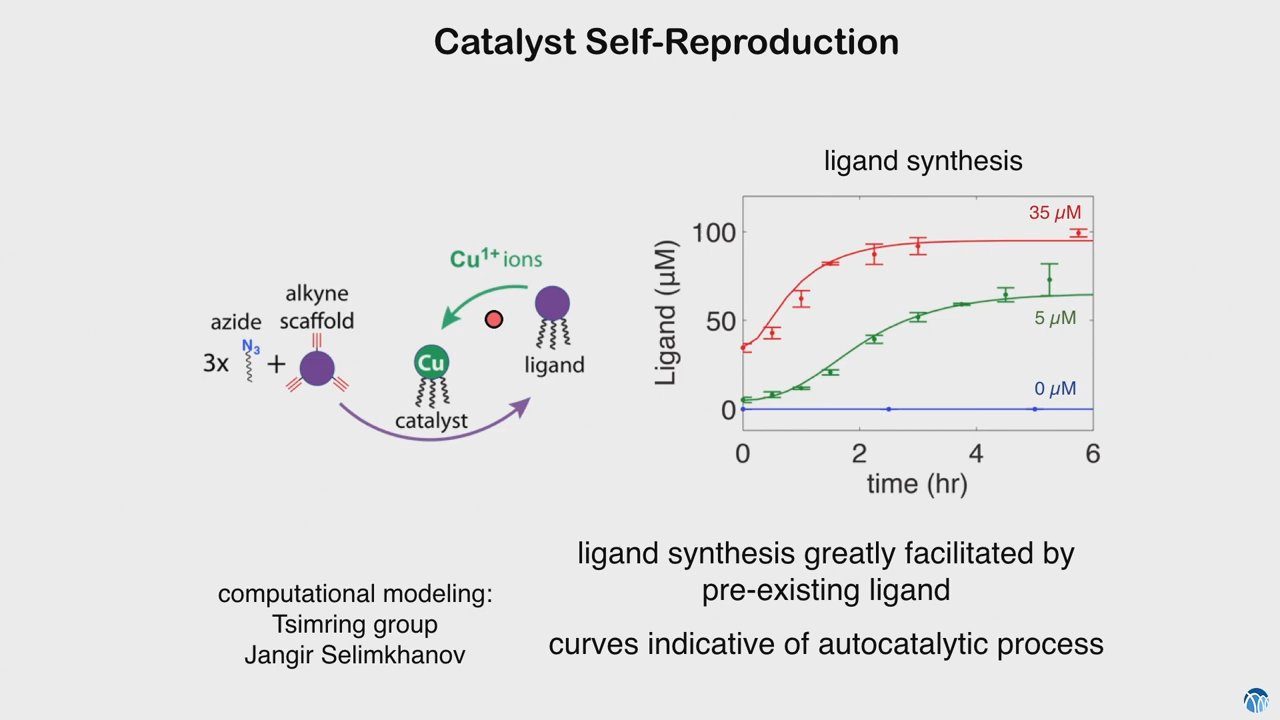 Catalyst Self-Reproduction
azide
3x
N3
+
alkyne
scaffold
Cu1+ ions
Cu
catalyst
ligand
ligand synthesis
Ligand (µM)
100
50
0
35 µM
5 µM
0 µM
0 2 4 6
time (hr)
ligand synthesis greatly facilitated by
pre-existing ligand
curves indicative of autocatalytic process
computational modeling:
Tsimring group
Jangir Selimkhanov